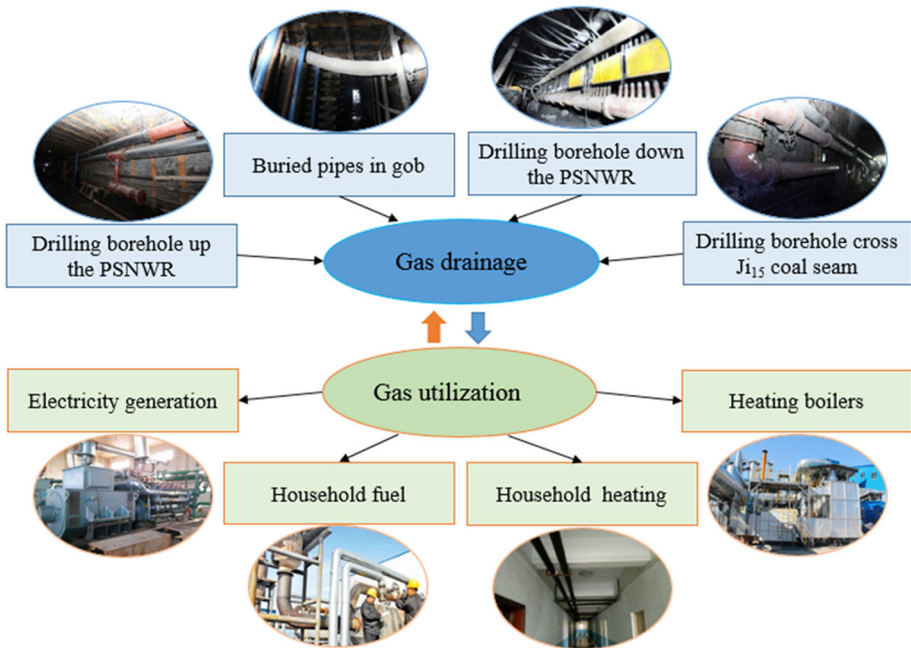 Buried pipes in gob
Drilling borehole down
the PSNWR
Drilling borehole up
the PSNWR
Gas drainage
Drilling borehole cross
Ji₁₅ coal seam
Gas utilization
Electricity generation
Heating boilers
Household fuel
Household heating